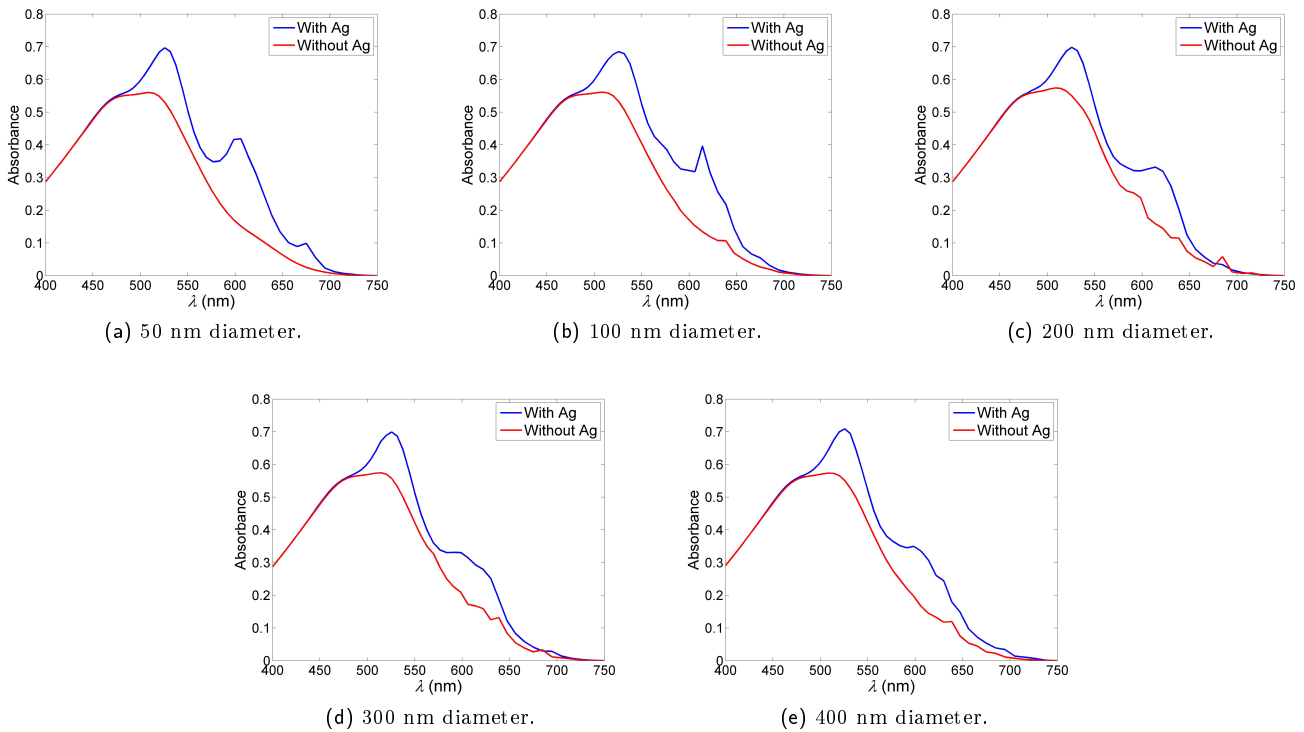 0.8
0.7
0.6
0.5
0.4
0.3
0.2
0.1
0
Absorbance
With Ag
Without Ag
400 450 500 550 600 650 700 750
λ (nm)
(a) 50 nm diameter.
0.8
0.7
0.6
0.5
0.4
0.3
0.2
0.1
0
Absorbance
With Ag
Without Ag
400 450 500 550 600 650 700 750
λ (nm)
(b) 100 nm diameter.
0.8
0.7
0.6
0.5
0.4
0.3
0.2
0.1
0
Absorbance
With Ag
Without Ag
400 450 500 550 600 650 700 750
λ (nm)
(c) 200 nm diameter.
0.8
0.7
0.6
0.5
0.4
0.3
0.2
0.1
0
Absorbance
With Ag
Without Ag
400 450 500 550 600 650 700 750
λ (nm)
(d) 300 nm diameter.
0.8
0.7
0.6
0.5
0.4
0.3
0.2
0.1
0
Absorbance
With Ag
Without Ag
400 450 500 550 600 650 700 750
λ (nm)
(e) 400 nm diameter.